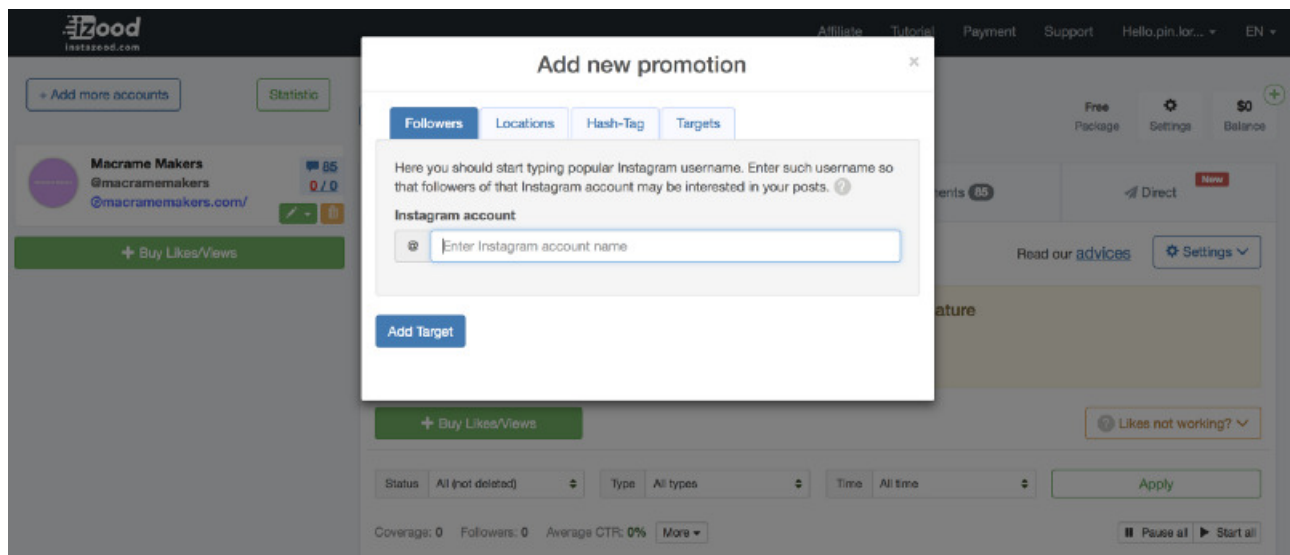 izood
instazood.com
Affiliate Tutorial Payment Support Hello.pin.lor... EN
+ Add more accounts
Statistic
Macrame Makers
@macramemakers
@macramemakers.com/
85
0 / 0
+ Buy Likes/Views
Add new promotion
×
Followers Locations Hash-Tag Targets
Here you should start typing popular Instagram username. Enter such username so
that followers of that Instagram account may be interested in your posts. ?
Instagram account
@ Enter Instagram account name
Add Target
Free
Package
Settings
$0
Balance
+
ents 85
Direct
New
Read our advices
Settings
ature
+ Buy Likes/Views
? Likes not working?
Status All (not deleted) Type All types Time All time Apply
Coverage: 0 Followers: 0 Average CTR: 0% More
Pause all Start all